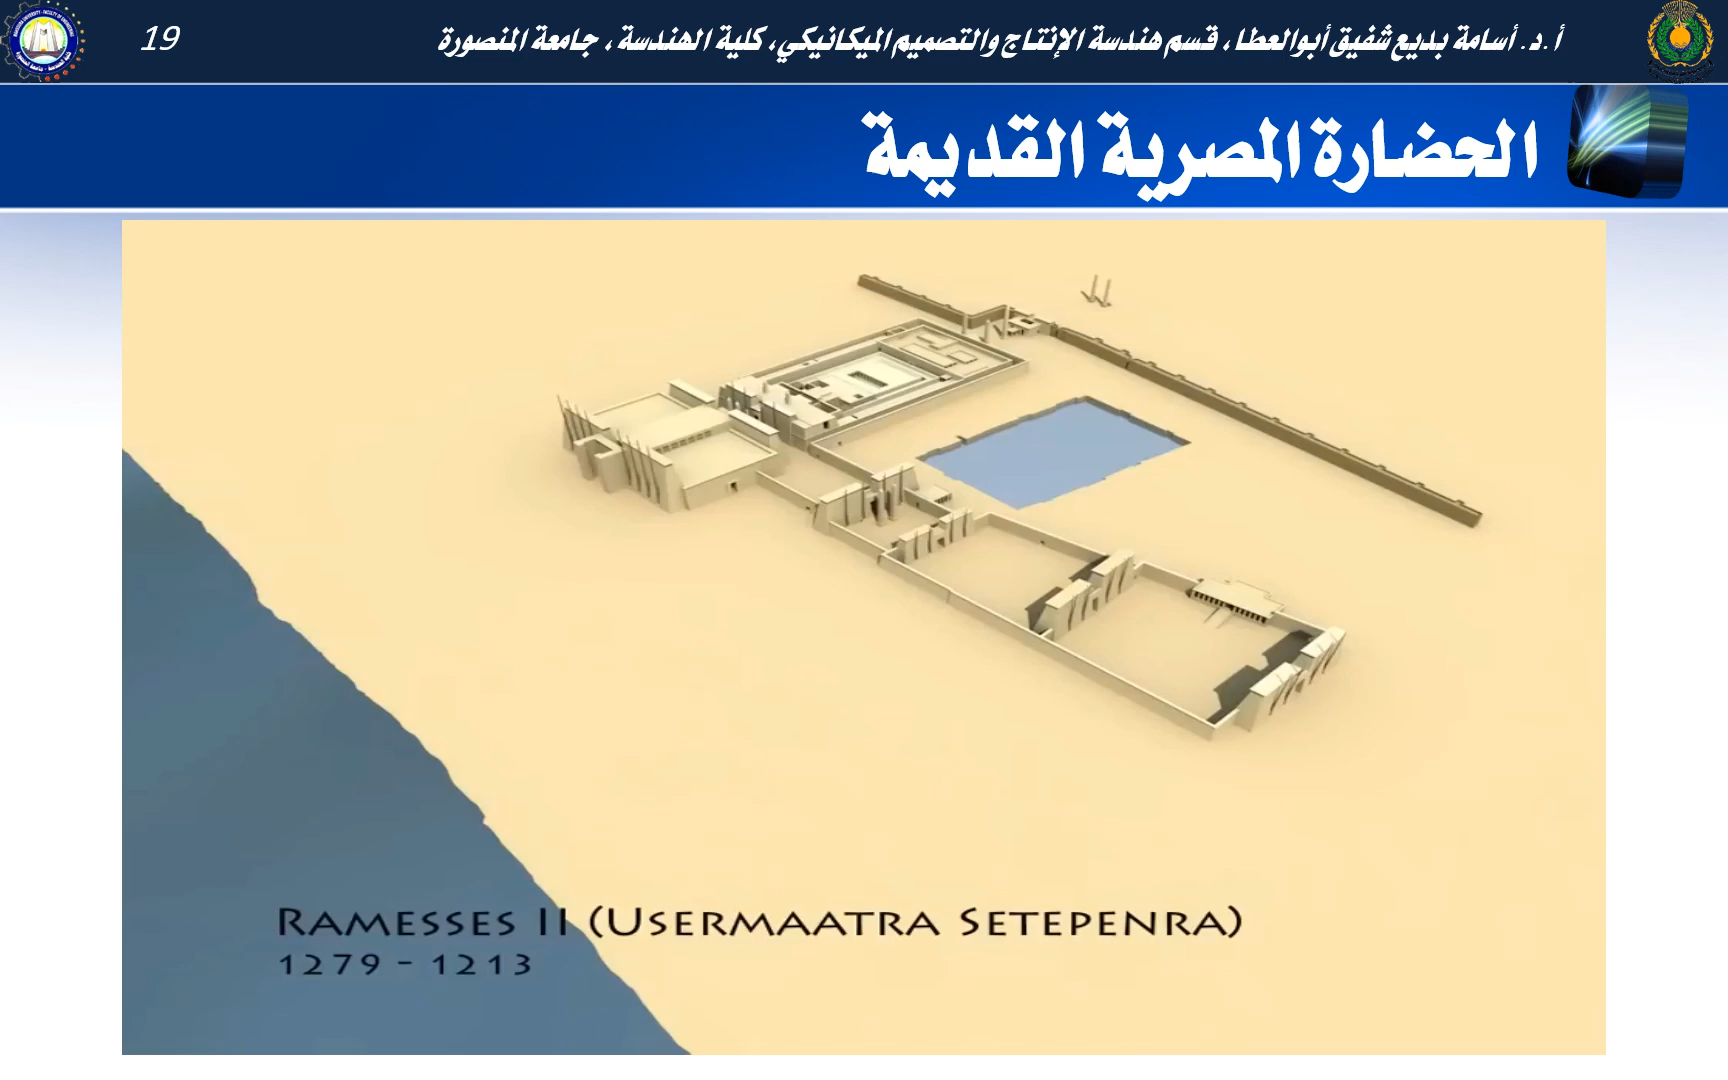 أ.د. أسامة بديع شفيق أبوالعطا ، قسم هندسة الإنتاج والتصميم الميكانيكي، كلية الهندسة ، جامعة المنصورة
19
الحضارة المصرية القديمة
RAMESSES II (USERMAATRA SETEPENRA)
1279 - 1213